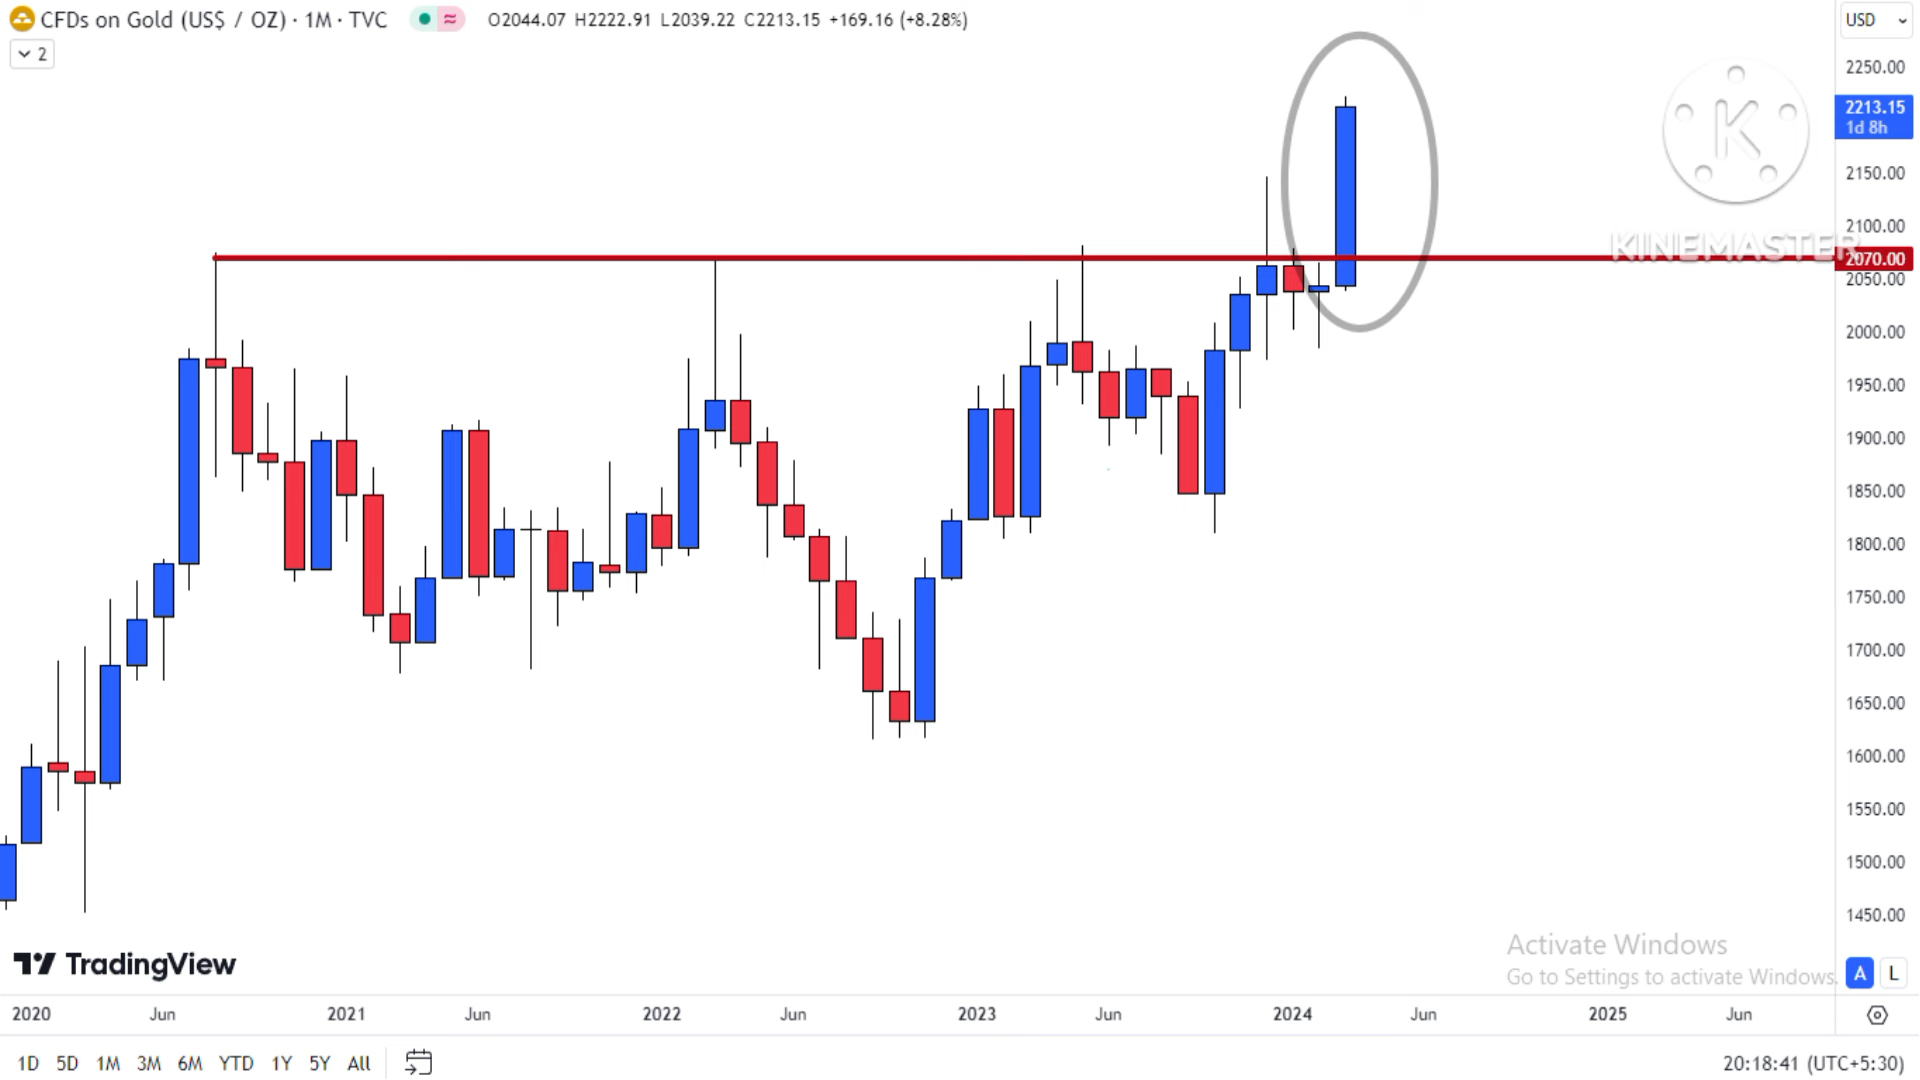 CFDs on Gold (US$ / OZ) · 1M · TVC
O2044.07 H2222.91 L2039.22 C2213.15 +169.16 (+8.28%)
USD
2
2250.00
2213.15
1d 8h
2150.00
2100.00
KINEMASTER
2070.00
2050.00
2000.00
1950.00
1900.00
1850.00
1800.00
1750.00
1700.00
1650.00
1600.00
1550.00
1500.00
1450.00
K
TradingView
Activate Windows
Go to Settings to activate Windows.
A L
2020 Jun 2021 Jun 2022 Jun 2023 Jun 2024 Jun 2025 Jun
1D 5D 1M 3M 6M YTD 1Y 5Y All
20:18:41 (UTC+5:30)